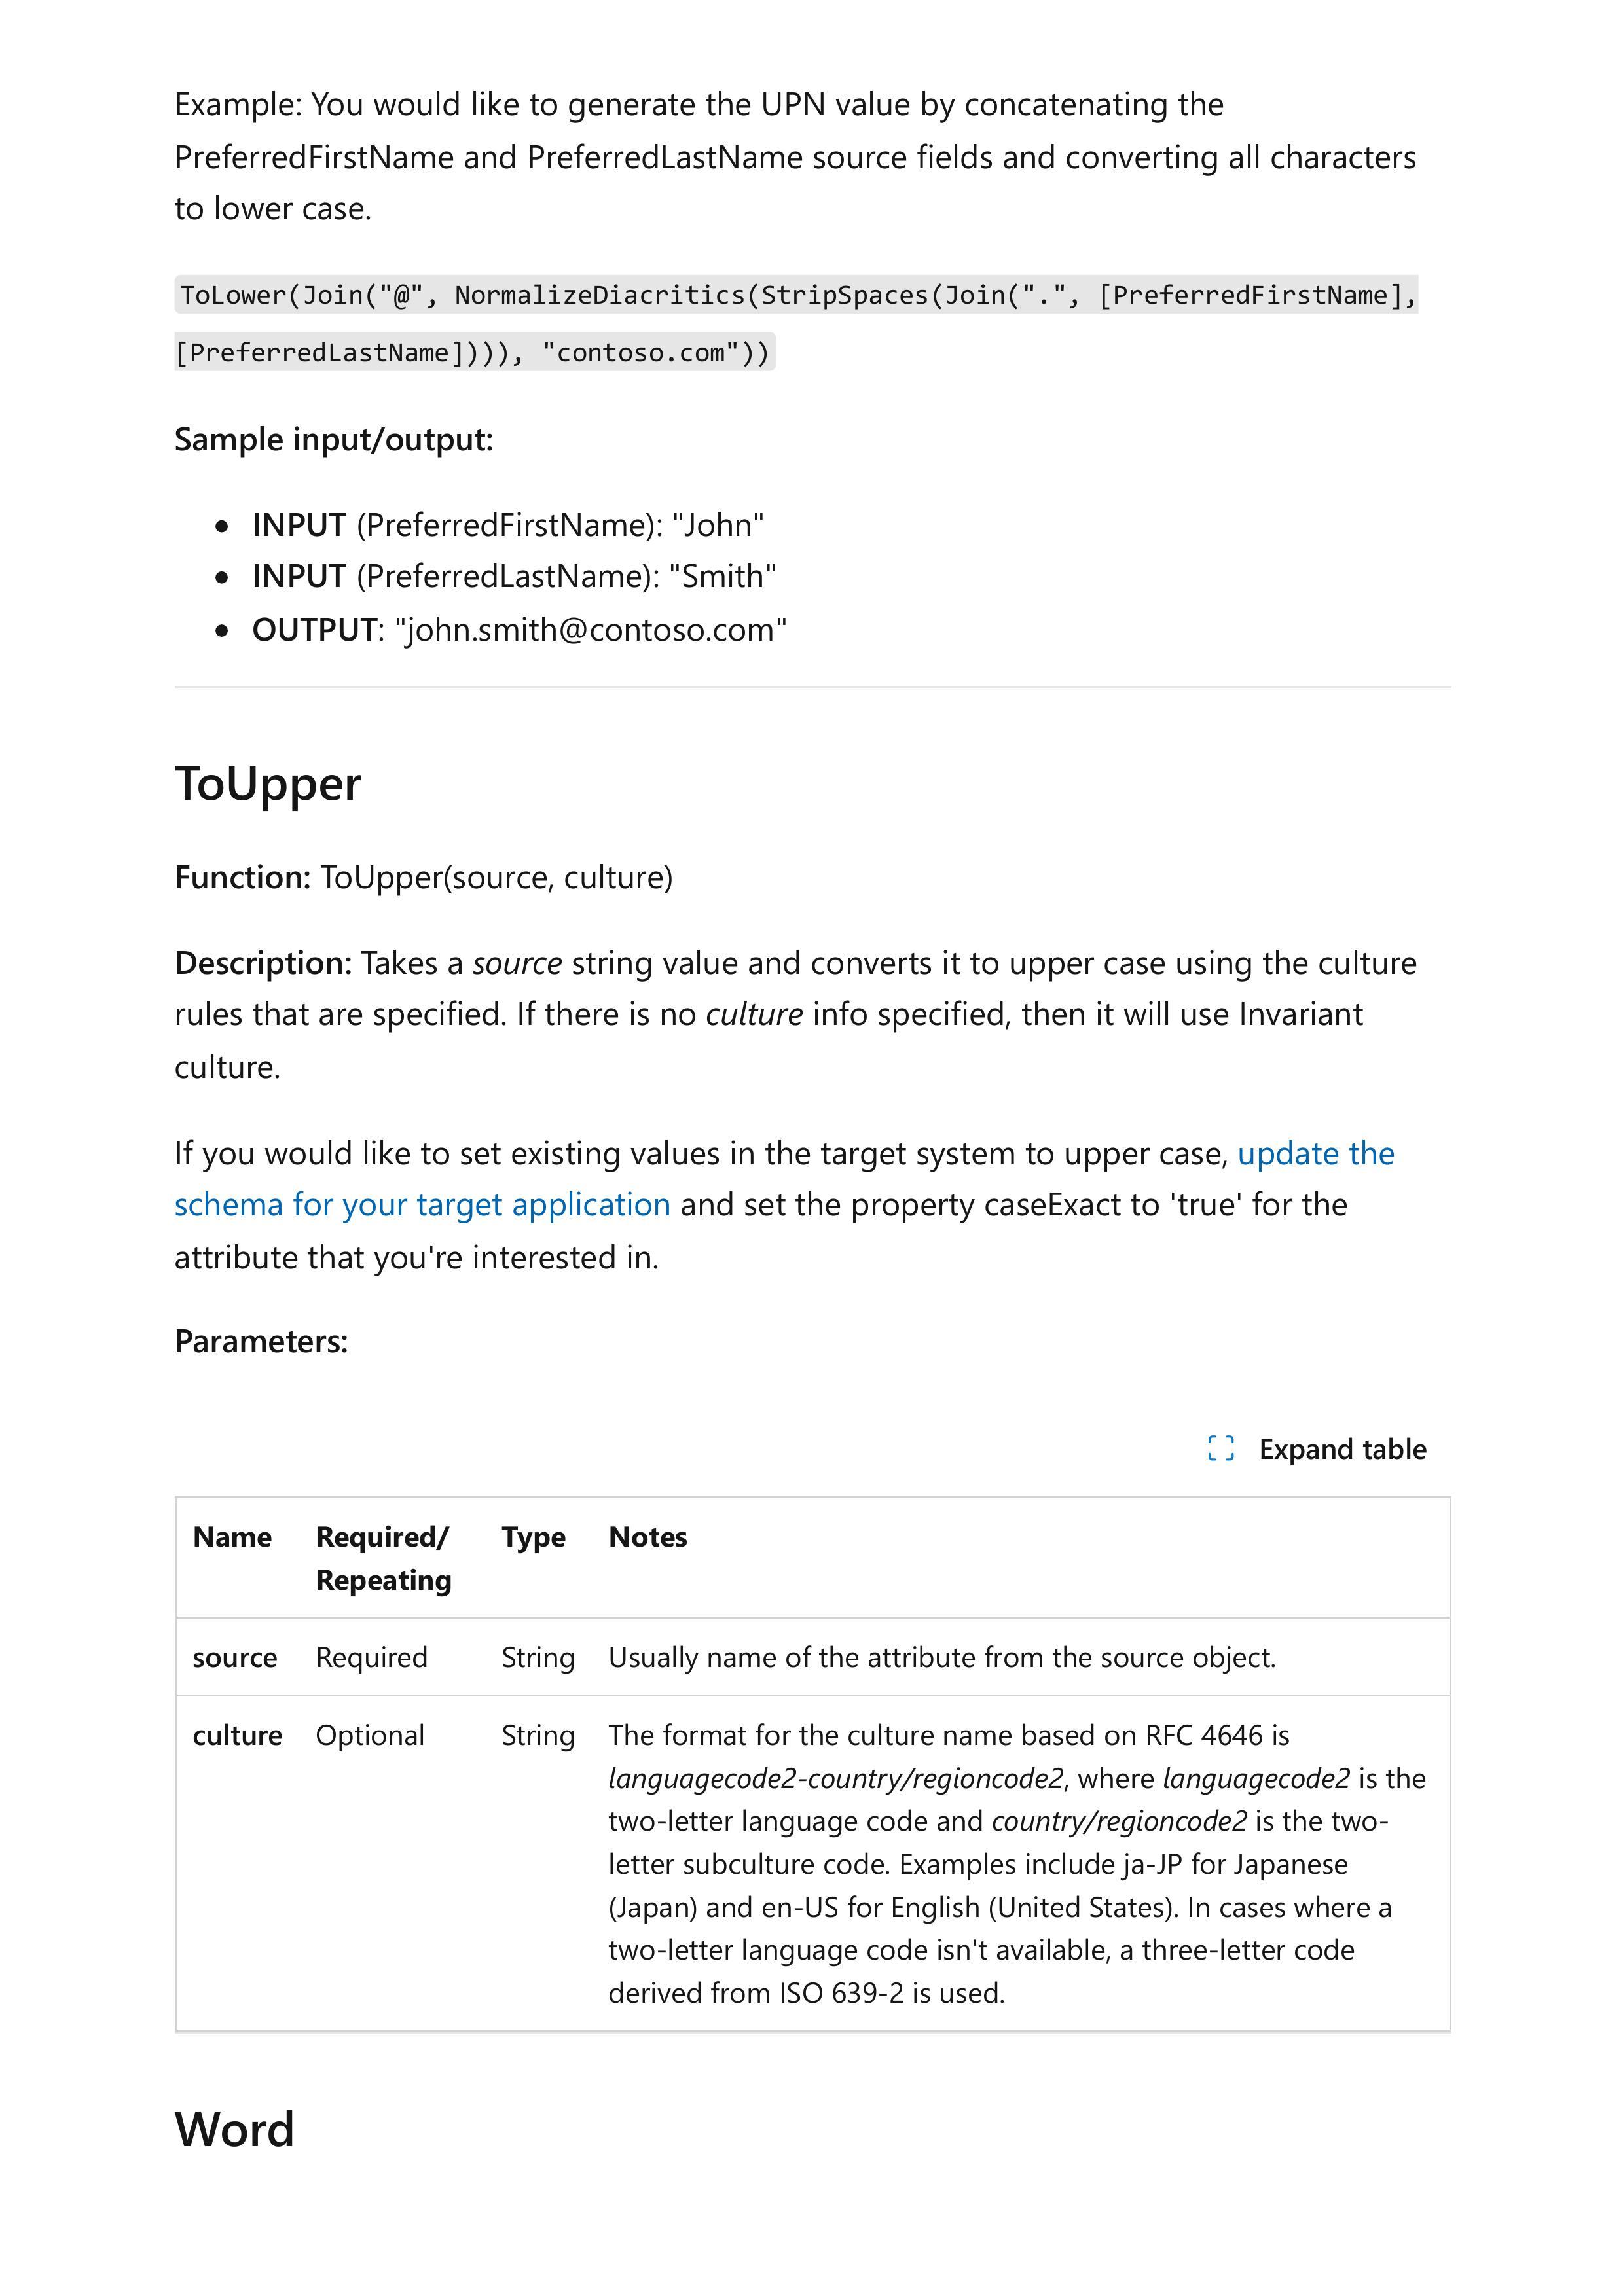 Example: You would like to generate the UPN value by concatenating the
PreferredFirstName and PreferredLastName source fields and converting all characters
to lower case.
ToLower(Join("@", NormalizeDiacritics(StripSpaces(Join(".", [PreferredFirstName],
[PreferredLastName]))), "contoso.com"))
Sample input/output:
• INPUT (PreferredFirstName): "John"
• INPUT (PreferredLastName): "Smith"
• OUTPUT: "john.smith@contoso.com"
ToUpper
Function: ToUpper(source, culture)
Description: Takes a source string value and converts it to upper case using the culture
rules that are specified. If there is no culture info specified, then it will use Invariant
culture.
If you would like to set existing values in the target system to upper case, update the
schema for your target application and set the property caseExact to 'true' for the
attribute that you're interested in.
Parameters:
Expand table
Name Required/ Type Notes
Repeating
source Required String Usually name of the attribute from the source object.
culture Optional String The format for the culture name based on RFC 4646 is
languagecode2-country/regioncode2, where languagecode2 is the
two-letter language code and country/regioncode2 is the two-
letter subculture code. Examples include ja-JP for Japanese
(Japan) and en-US for English (United States). In cases where a
two-letter language code isn't available, a three-letter code
derived from ISO 639-2 is used.
Word